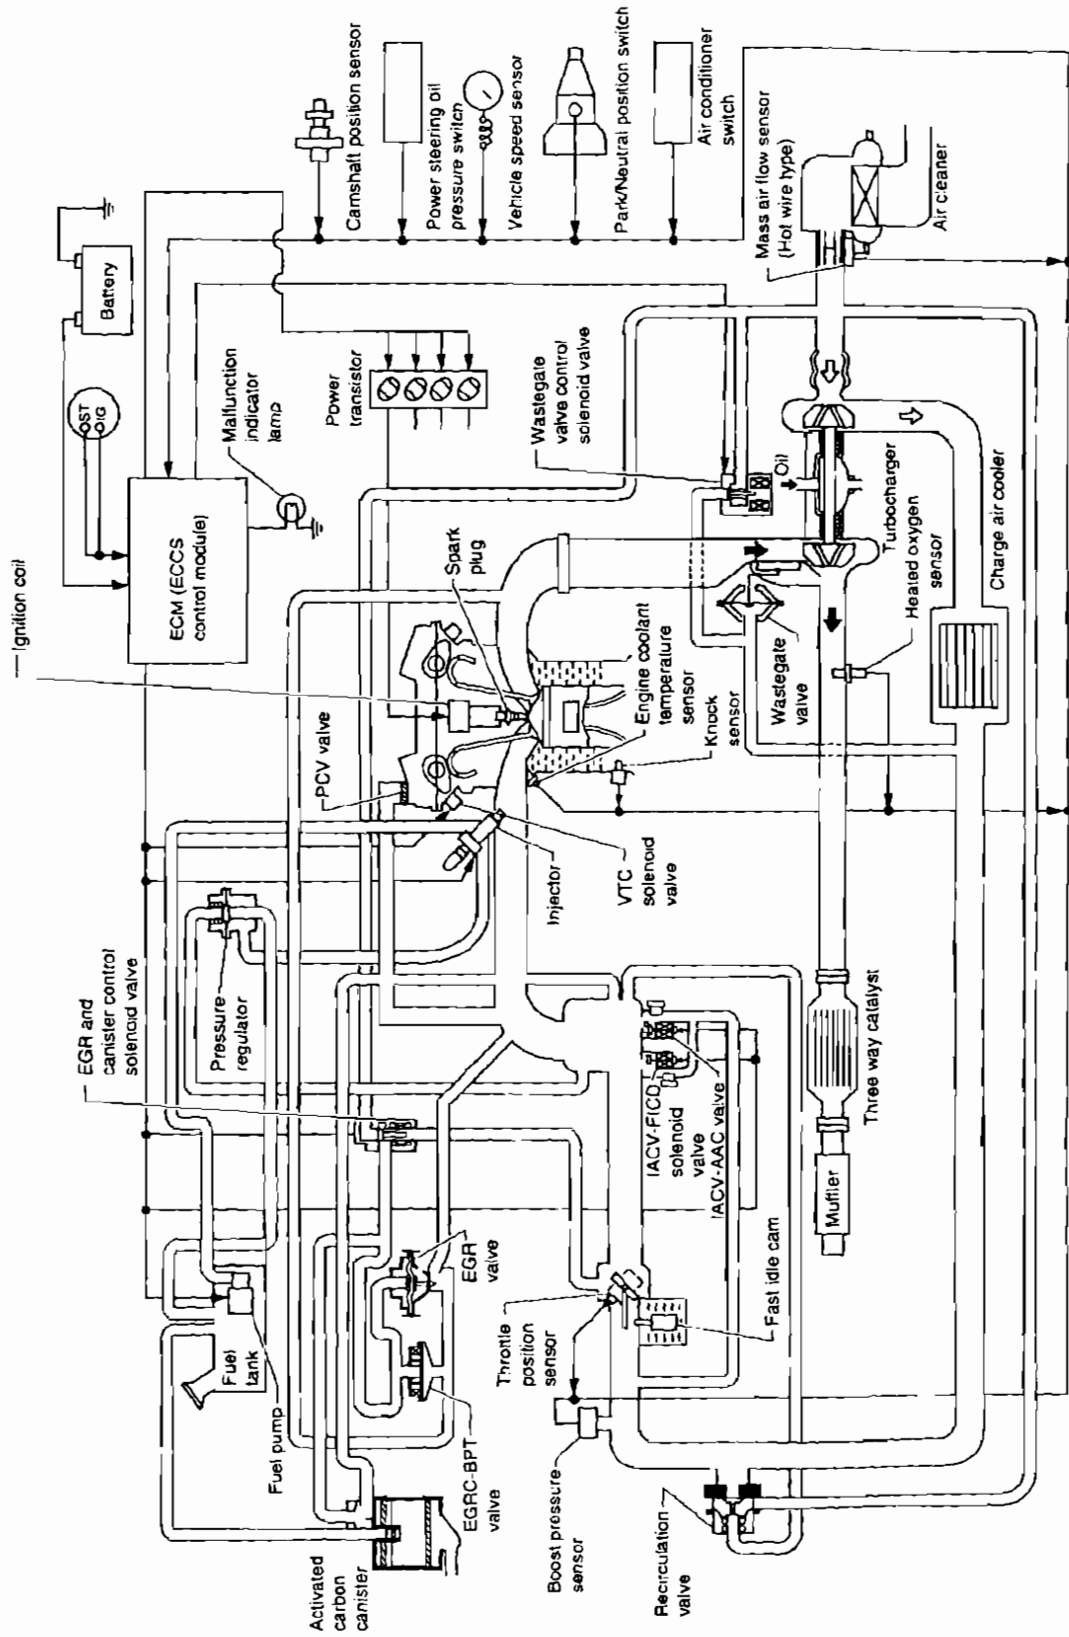 Ignition coil
Battery
ST
IG
ECM (ECCS
control module)
Malfunction
indicator
lamp
Camshaft position sensor
Power steering oil
pressure switch
Vehicle speed sensor
Park/Neutral position switch
Air conditioner
switch
Power
transistor
Mass air flow sensor
(Hot wire type)
Air cleaner
Wastegate
valve control
solenoid valve
Oil
Turbocharger
Heated oxygen
sensor
Charge air cooler
Spark
plug
PCV valve
Engine coolant
temperature
sensor
Knock
sensor
Wastegate
valve
Injector
VTC
solenoid
valve
EGR and
canister control
solenoid valve
Pressure
regulator
IACV-FICD
solenoid
valve
IACV-AAC valve
Three way catalyst
Muffler
Fuel
tank
Fuel pump
EGR
valve
EGRC-BPT
valve
Throttle
position
sensor
Fast idle cam
Activated
carbon
canister
Boost pressure
sensor
Recirculation
valve